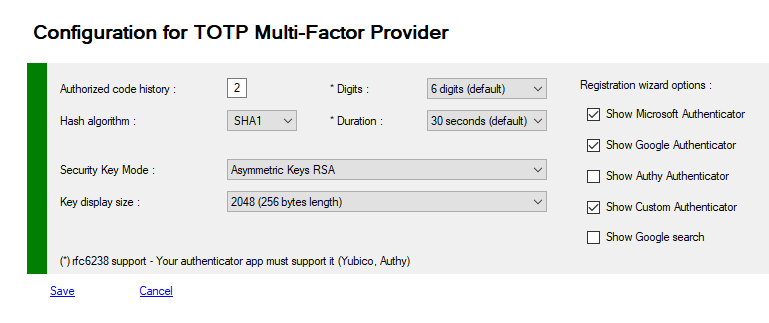 Configuration for TOTP Multi-Factor Provider
Authorized code history : 2 * Digits : 6 digits (default)
Registration wizard options :
Hash algorithm : SHA1 * Duration : 30 seconds (default)
Show Microsoft Authenticator
Show Google Authenticator
Security Key Mode : Asymmetric Keys RSA
Show Authy Authenticator
Key display size : 2048 (256 bytes length)
Show Custom Authenticator
Show Google search
(*) rfc6238 support - Your authenticator app must support it (Yubico, Authy)
Save Cancel